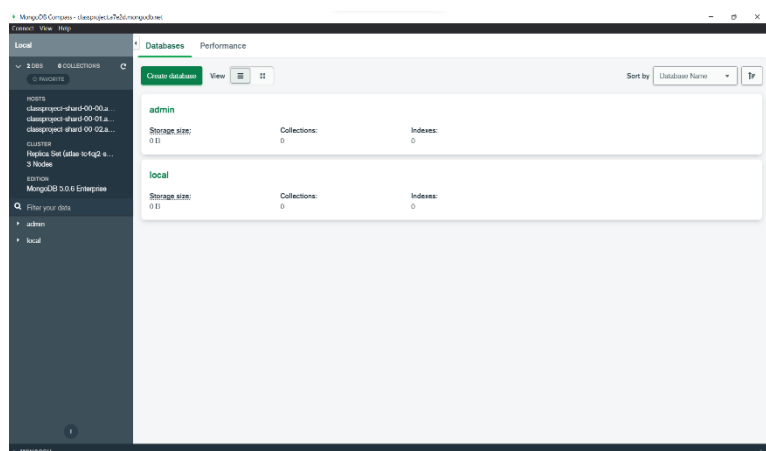 MongoDB Compass - classproject.a7e2d.mongodb.net
Connect View Help
Local
2 DBS 6 COLLECTIONS
FAVORITE
HOSTS
classproject-shard-00-00.a...
classproject-shard-00-01.a...
classproject-shard-00-02.a...
CLUSTER
Replica Set (atlas-
3 Nodes
EDITION
MongoDB 5.0.6 Enterprise
Filter your data
admin
local
Databases Performance
Create database View
Sort by Database Name
admin
Storage size: Collections: Indexes:
0 B 0 0
local
Storage size: Collections: Indexes:
0 B 0 0